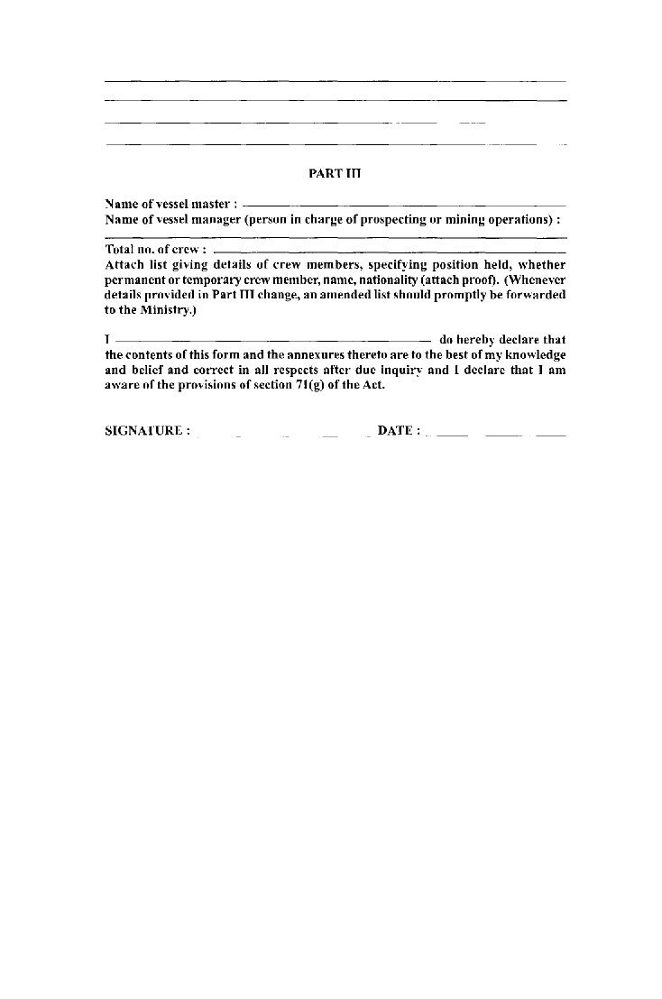 PART III
Name of vessel master :
Name of vessel manager (person in charge of prospecting or mining operations) :
Total no. of crew :
Attach list giving details of crew members, specifying position held, whether
permanent or temporary crew member, name, nationality (attach proof). (Whenever
details provided in Part III change, an amended list should promptly be forwarded
to the Ministry.)
I do hereby declare that
the contents of this form and the annexures thereto are to the best of my knowledge
and belief and correct in all respects after due inquiry and I declare that I am
aware of the provisions of section 71(g) of the Act.
SIGNATURE : DATE :